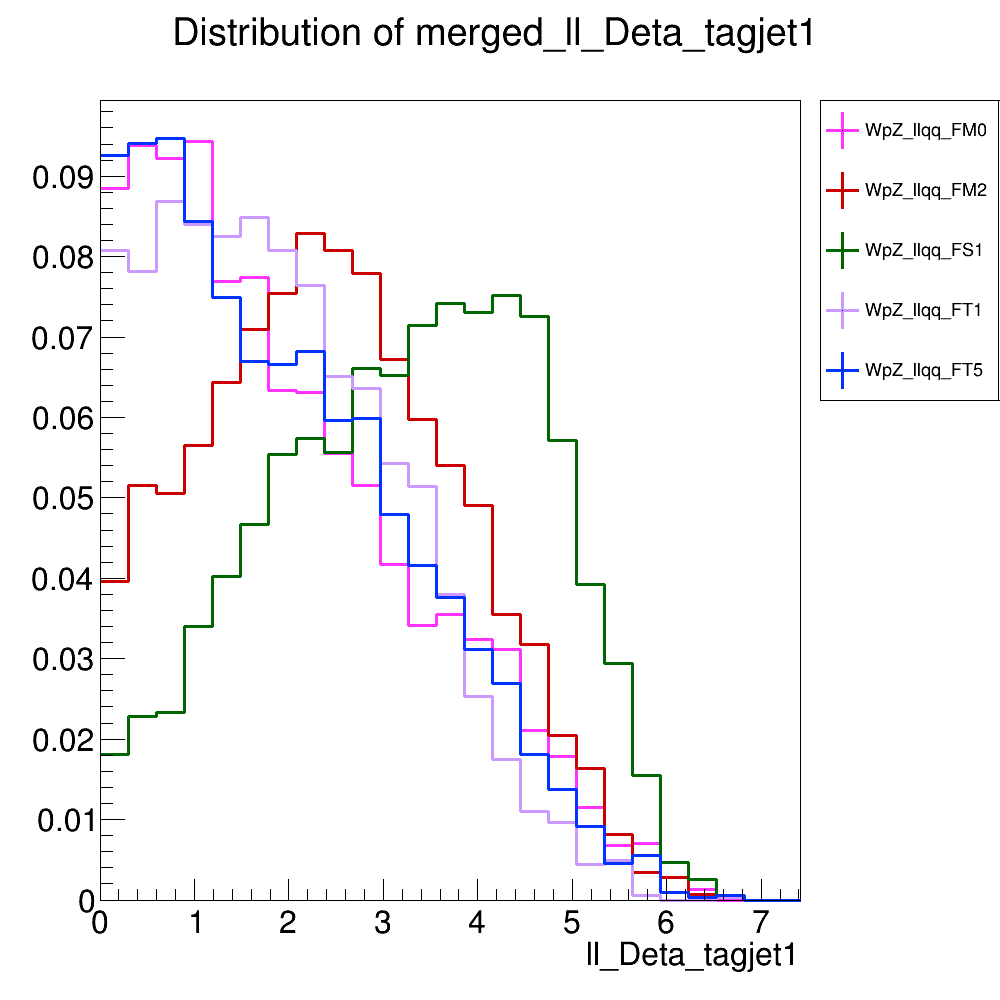 Distribution of merged_ll_Deta_tagjet1
WpZ_llqq_FM0
WpZ_llqq_FM2
WpZ_llqq_FS1
WpZ_llqq_FT1
WpZ_llqq_FT5
0.09
0.08
0.07
0.06
0.05
0.04
0.03
0.02
0.01
0
0 1 2 3 4 5 6 7
ll_Deta_tagjet1